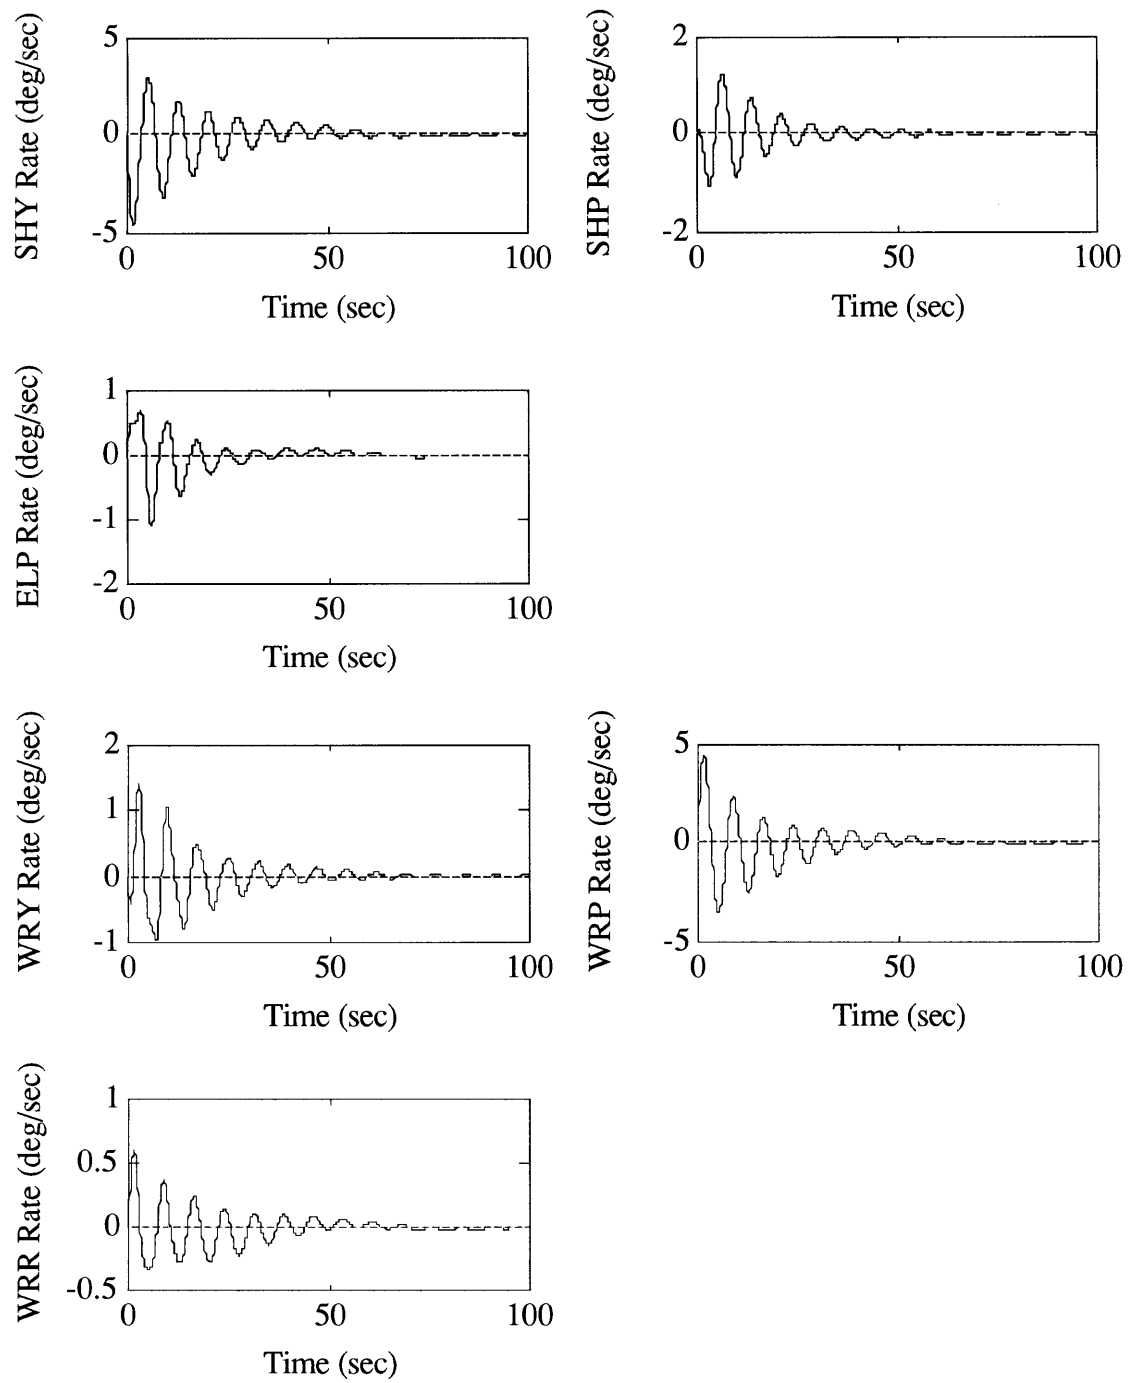 SHY Rate (deg/sec)
5
0
-5
0 50 100
Time (sec)
SHP Rate (deg/sec)
2
0
-2
0 50 100
Time (sec)
ELP Rate (deg/sec)
1
0
-1
-2
0 50 100
Time (sec)
WRY Rate (deg/sec)
2
1
0
-1
0 50 100
Time (sec)
WRP Rate (deg/sec)
5
0
-5
0 50 100
Time (sec)
WRR Rate (deg/sec)
1
0.5
0
-0.5
0 50 100
Time (sec)